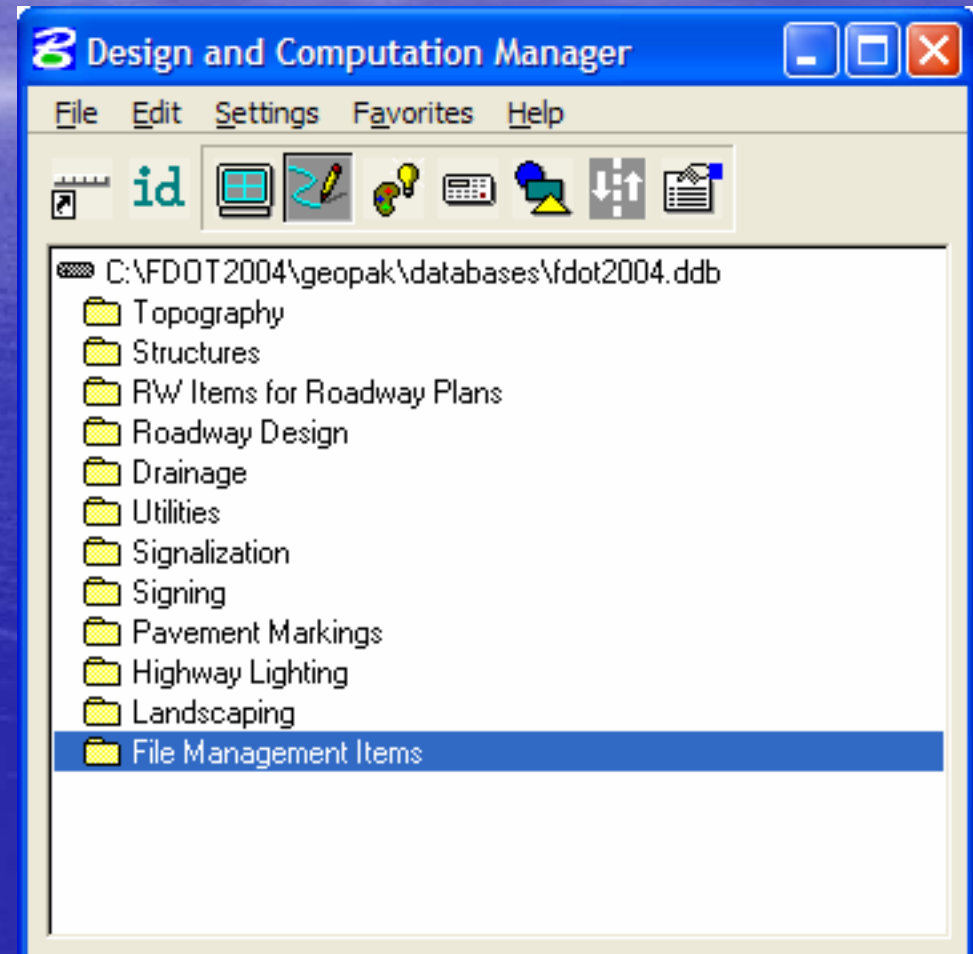 Design and Computation Manager
File Edit Settings Favorites Help
id
C:\FDOT2004\geopak\databases\fdot2004.ddb
Topography
Structures
RW Items for Roadway Plans
Roadway Design
Drainage
Utilities
Signalization
Signing
Pavement Markings
Highway Lighting
Landscaping
File Management Items